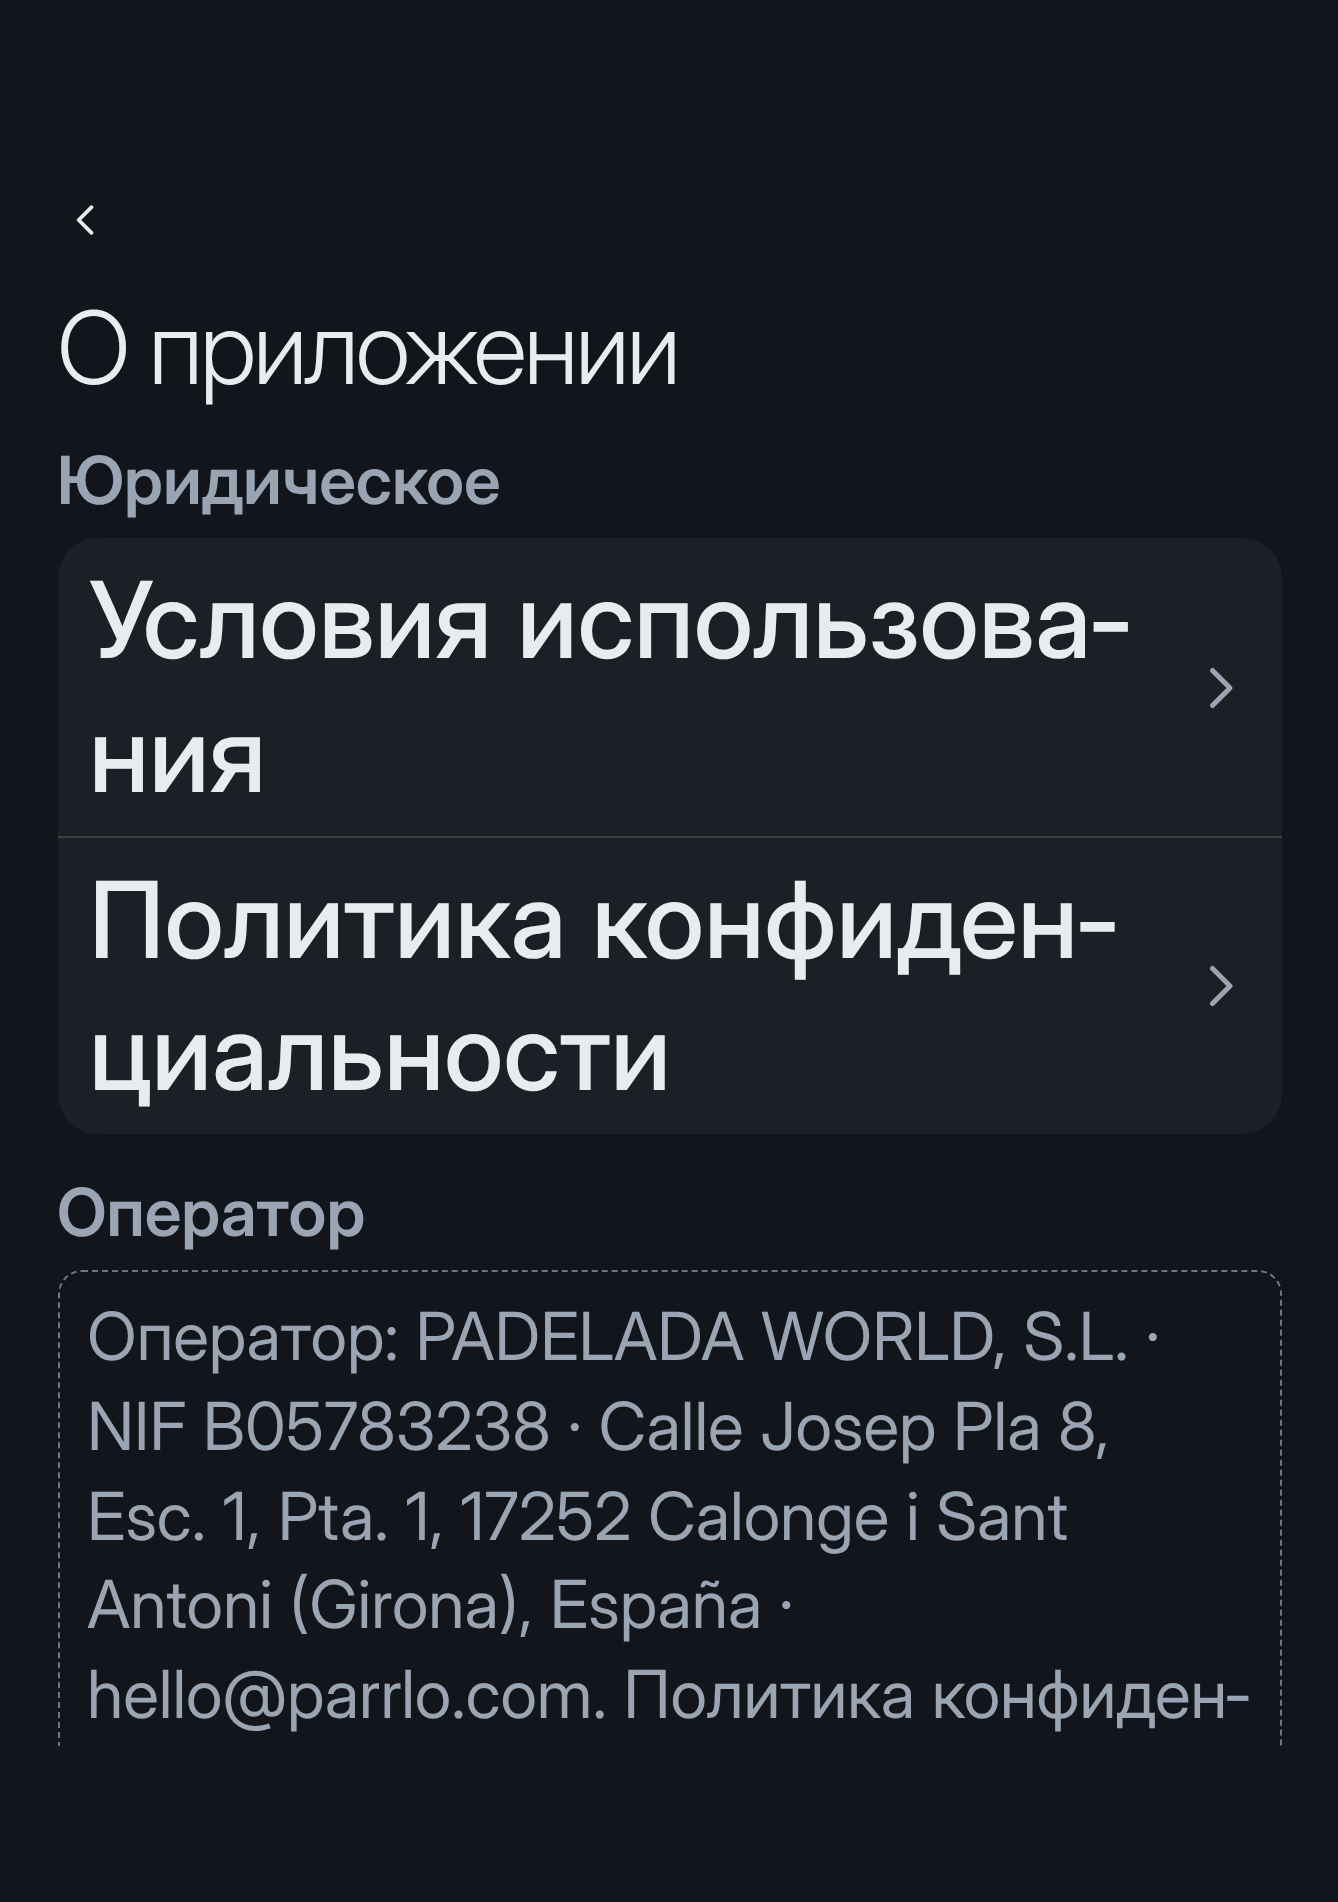 О приложении
Юридическое
Условия использова-
ния
Политика конфиден-
циальности
Оператор
Оператор: PADELADA WORLD, S.L. ·
NIF B05783238 · Calle Josep Pla 8,
Esc. 1, Pta. 1, 17252 Calonge i Sant
Antoni (Girona), España ·
hello@parrlo.com. Политика конфиден-